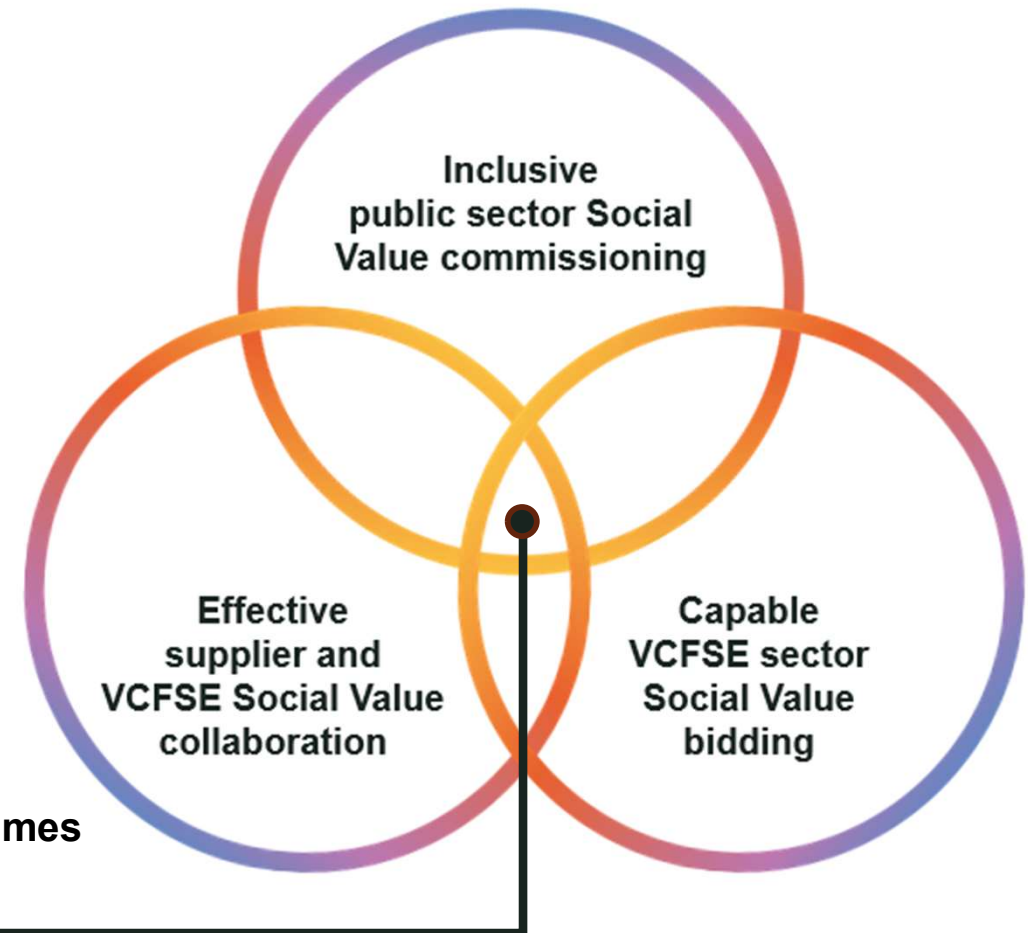 Inclusive
public sector Social
Value commissioning
Effective
supplier and
VCFSE Social Value
collaboration
Capable
VCFSE sector
Social Value
bidding
mes